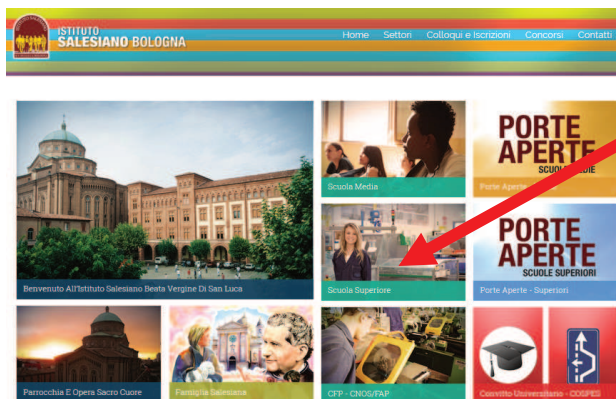 ISTITUTO
SALESIANO BOLOGNA
Home Settori Colloqui e Iscrizioni Concorsi Contatti
Scuola Media
PORTE
APERTE
Porte Aperte
Benvenuto All'Istituto Salesiano Beata Vergine Di San Luca
Scuola Superiore
PORTE
APERTE
SCUOLE SUPERIORI
Porte Aperte - Superiori
Parrocchia E Opera Sacro Cuore
Famiglia Salesiana
CFP - CNOS/FAP
Convitto Universitario - COSPES